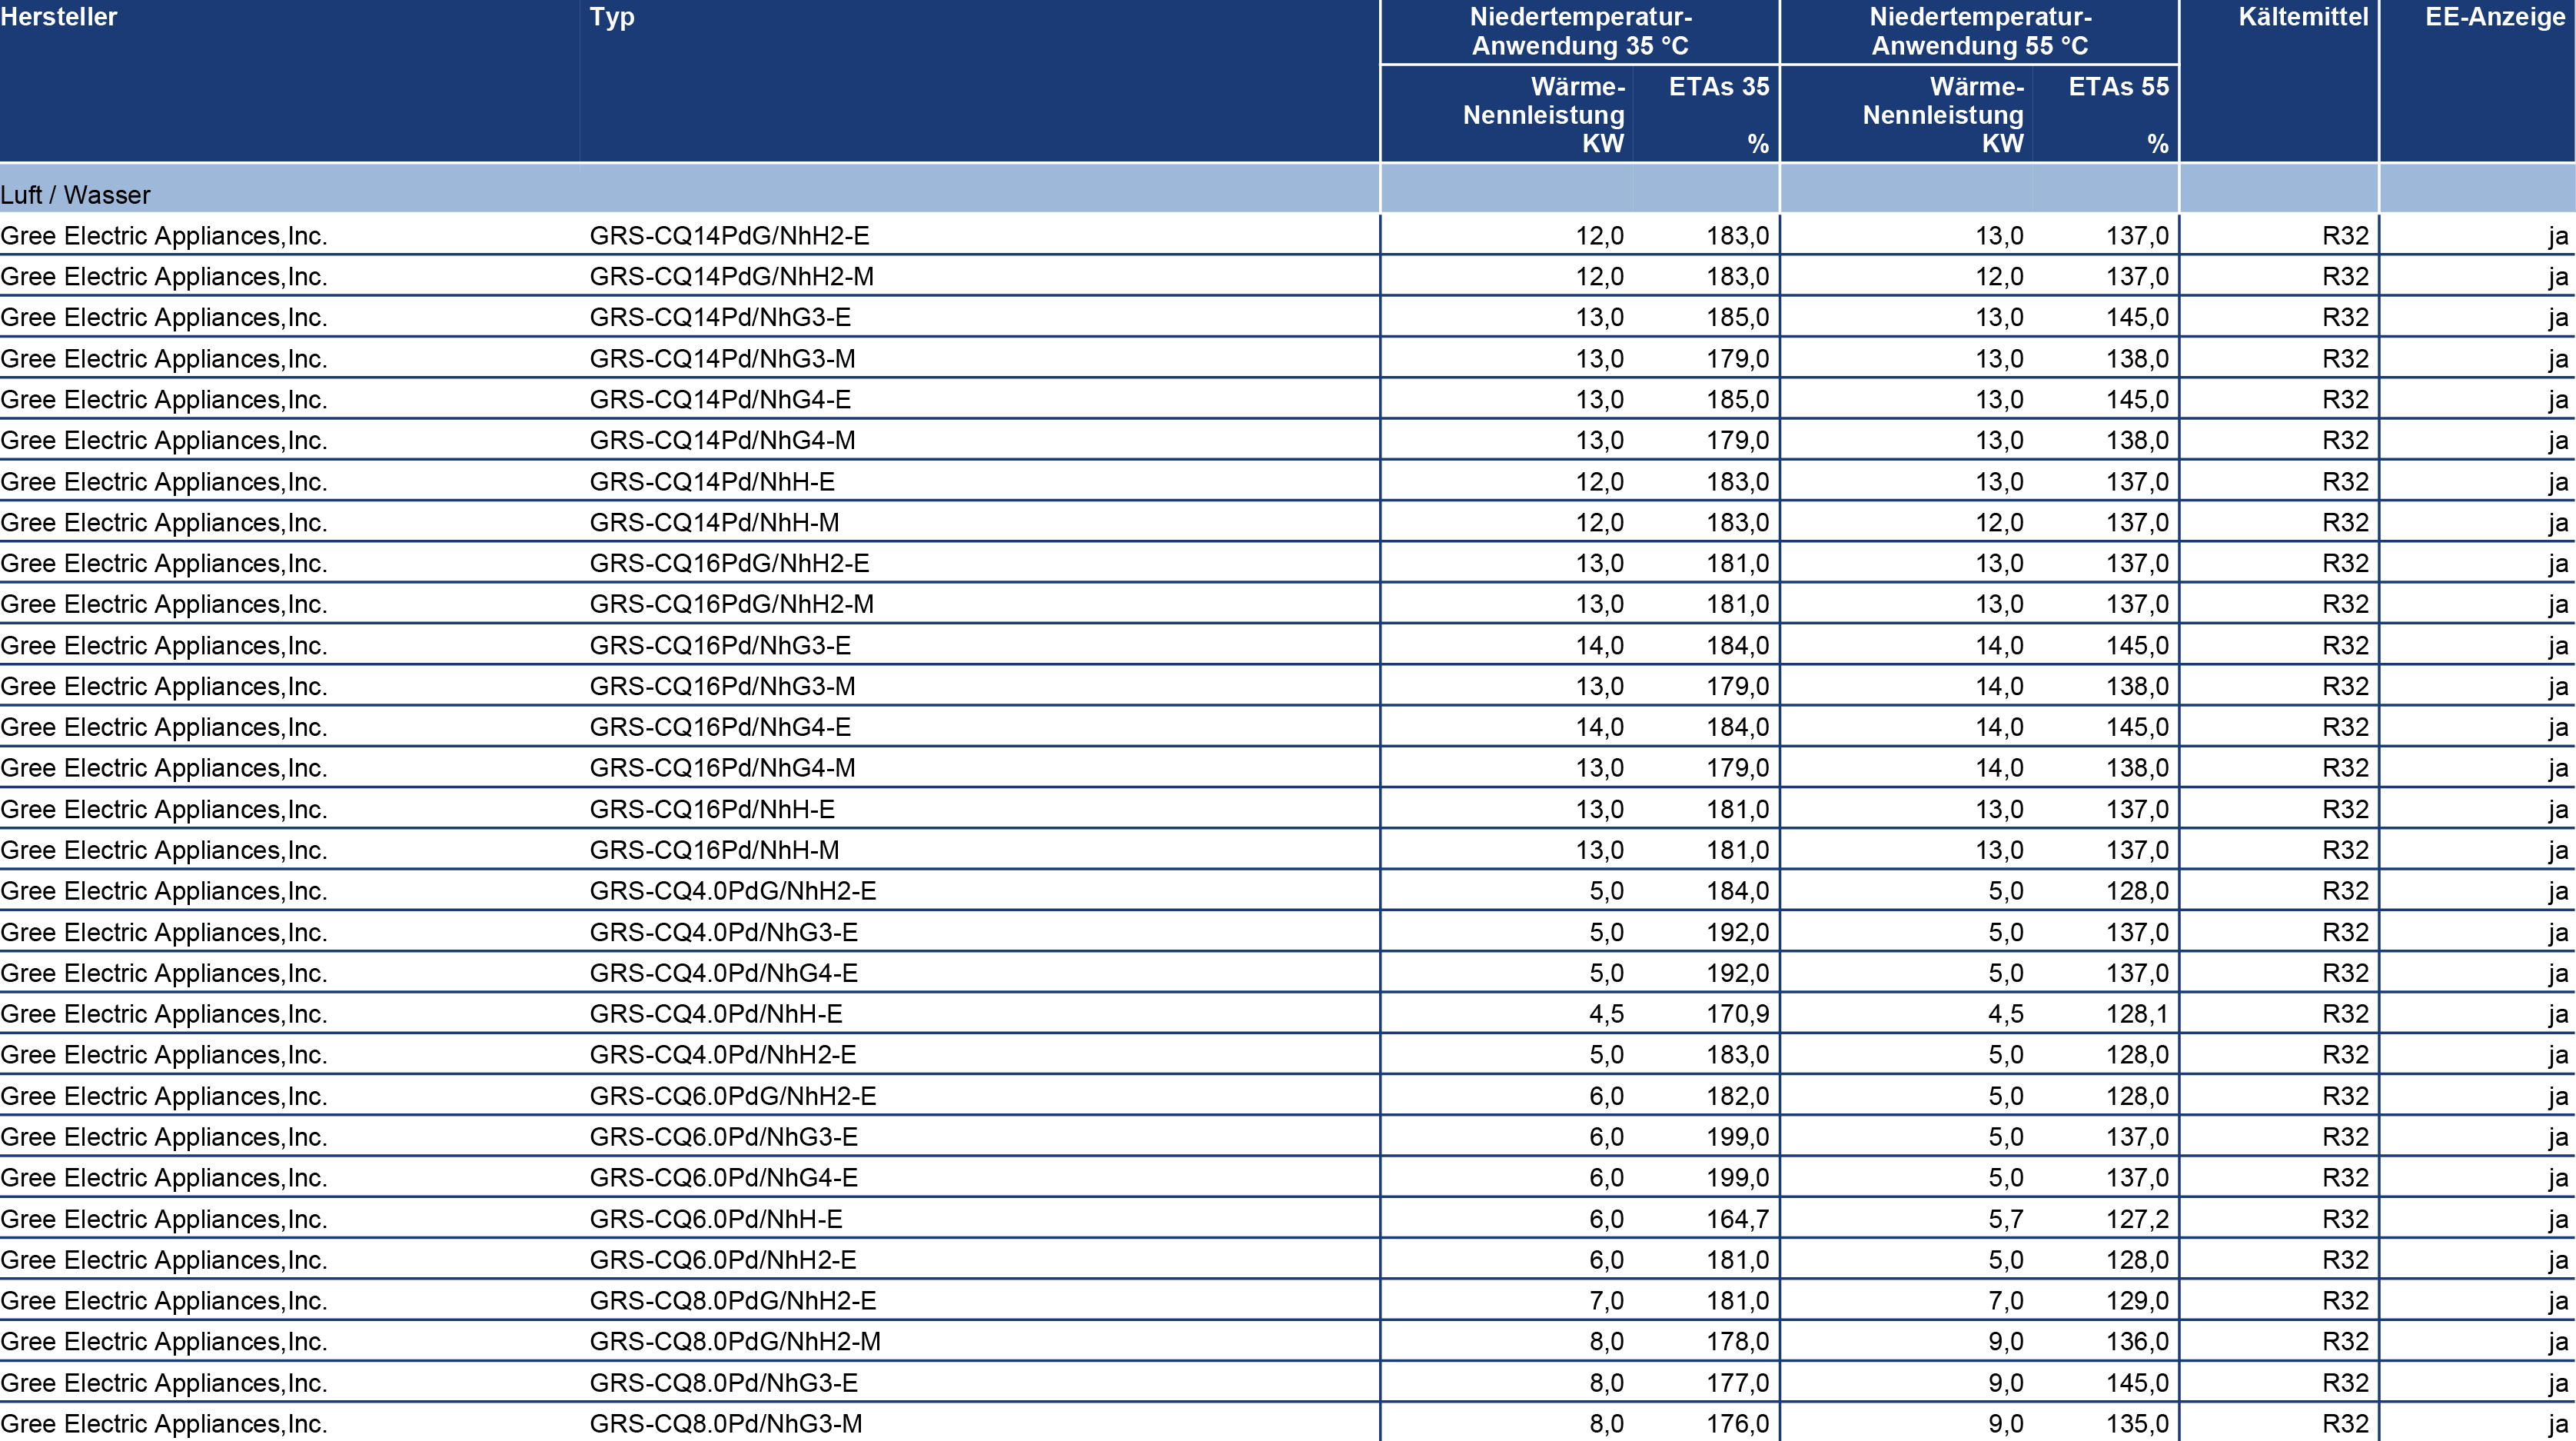 Hersteller Typ Niedertemperatur- Niedertemperatur- Kältemittel EE-Anzeige
Anwendung 35 °C Anwendung 55 °C
Wärme- ETAs 35 Wärme- ETAs 55
Nennleistung Nennleistung
KW % KW %
Luft / Wasser
Gree Electric Appliances,Inc. GRS-CQ14PdG/NhH2-E 12,0 183,0 13,0 137,0 R32 ja
Gree Electric Appliances,Inc. GRS-CQ14PdG/NhH2-M 12,0 183,0 12,0 137,0 R32 ja
Gree Electric Appliances,Inc. GRS-CQ14Pd/NhG3-E 13,0 185,0 13,0 145,0 R32 ja
Gree Electric Appliances,Inc. GRS-CQ14Pd/NhG3-M 13,0 179,0 13,0 138,0 R32 ja
Gree Electric Appliances,Inc. GRS-CQ14Pd/NhG4-E 13,0 185,0 13,0 145,0 R32 ja
Gree Electric Appliances,Inc. GRS-CQ14Pd/NhG4-M 13,0 179,0 13,0 138,0 R32 ja
Gree Electric Appliances,Inc. GRS-CQ14Pd/NhH-E 12,0 183,0 13,0 137,0 R32 ja
Gree Electric Appliances,Inc. GRS-CQ14Pd/NhH-M 12,0 183,0 12,0 137,0 R32 ja
Gree Electric Appliances,Inc. GRS-CQ16PdG/NhH2-E 13,0 181,0 13,0 137,0 R32 ja
Gree Electric Appliances,Inc. GRS-CQ16PdG/NhH2-M 13,0 181,0 13,0 137,0 R32 ja
Gree Electric Appliances,Inc. GRS-CQ16Pd/NhG3-E 14,0 184,0 14,0 145,0 R32 ja
Gree Electric Appliances,Inc. GRS-CQ16Pd/NhG3-M 13,0 179,0 14,0 138,0 R32 ja
Gree Electric Appliances,Inc. GRS-CQ16Pd/NhG4-E 14,0 184,0 14,0 145,0 R32 ja
Gree Electric Appliances,Inc. GRS-CQ16Pd/NhG4-M 13,0 179,0 14,0 138,0 R32 ja
Gree Electric Appliances,Inc. GRS-CQ16Pd/NhH-E 13,0 181,0 13,0 137,0 R32 ja
Gree Electric Appliances,Inc. GRS-CQ16Pd/NhH-M 13,0 181,0 13,0 137,0 R32 ja
Gree Electric Appliances,Inc. GRS-CQ4.0PdG/NhH2-E 5,0 184,0 5,0 128,0 R32 ja
Gree Electric Appliances,Inc. GRS-CQ4.0Pd/NhG3-E 5,0 192,0 5,0 137,0 R32 ja
Gree Electric Appliances,Inc. GRS-CQ4.0Pd/NhG4-E 5,0 192,0 5,0 137,0 R32 ja
Gree Electric Appliances,Inc. GRS-CQ4.0Pd/NhH-E 4,5 170,9 4,5 128,1 R32 ja
Gree Electric Appliances,Inc. GRS-CQ4.0Pd/NhH2-E 5,0 183,0 5,0 128,0 R32 ja
Gree Electric Appliances,Inc. GRS-CQ6.0PdG/NhH2-E 6,0 182,0 5,0 128,0 R32 ja
Gree Electric Appliances,Inc. GRS-CQ6.0Pd/NhG3-E 6,0 199,0 5,0 137,0 R32 ja
Gree Electric Appliances,Inc. GRS-CQ6.0Pd/NhG4-E 6,0 199,0 5,0 137,0 R32 ja
Gree Electric Appliances,Inc. GRS-CQ6.0Pd/NhH-E 6,0 164,7 5,7 127,2 R32 ja
Gree Electric Appliances,Inc. GRS-CQ6.0Pd/NhH2-E 6,0 181,0 5,0 128,0 R32 ja
Gree Electric Appliances,Inc. GRS-CQ8.0PdG/NhH2-E 7,0 181,0 7,0 129,0 R32 ja
Gree Electric Appliances,Inc. GRS-CQ8.0PdG/NhH2-M 8,0 178,0 9,0 136,0 R32 ja
Gree Electric Appliances,Inc. GRS-CQ8.0Pd/NhG3-E 8,0 177,0 9,0 145,0 R32 ja
Gree Electric Appliances,Inc. GRS-CQ8.0Pd/NhG3-M 8,0 176,0 9,0 135,0 R32 ja